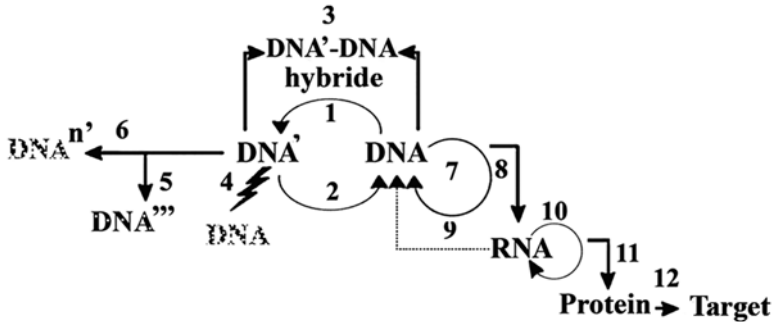 3
DNA'-DNA
hybride
1
DNA n' 6 DNA' DNA 7 8
4 2
5
DNA''' DNA 9 10
RNA
11
12
Protein Target